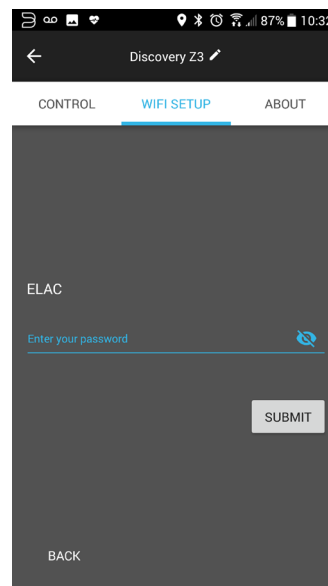 87% 10:32
Discovery Z3
CONTROL WIFI SETUP ABOUT
ELAC
Enter your password
SUBMIT
BACK